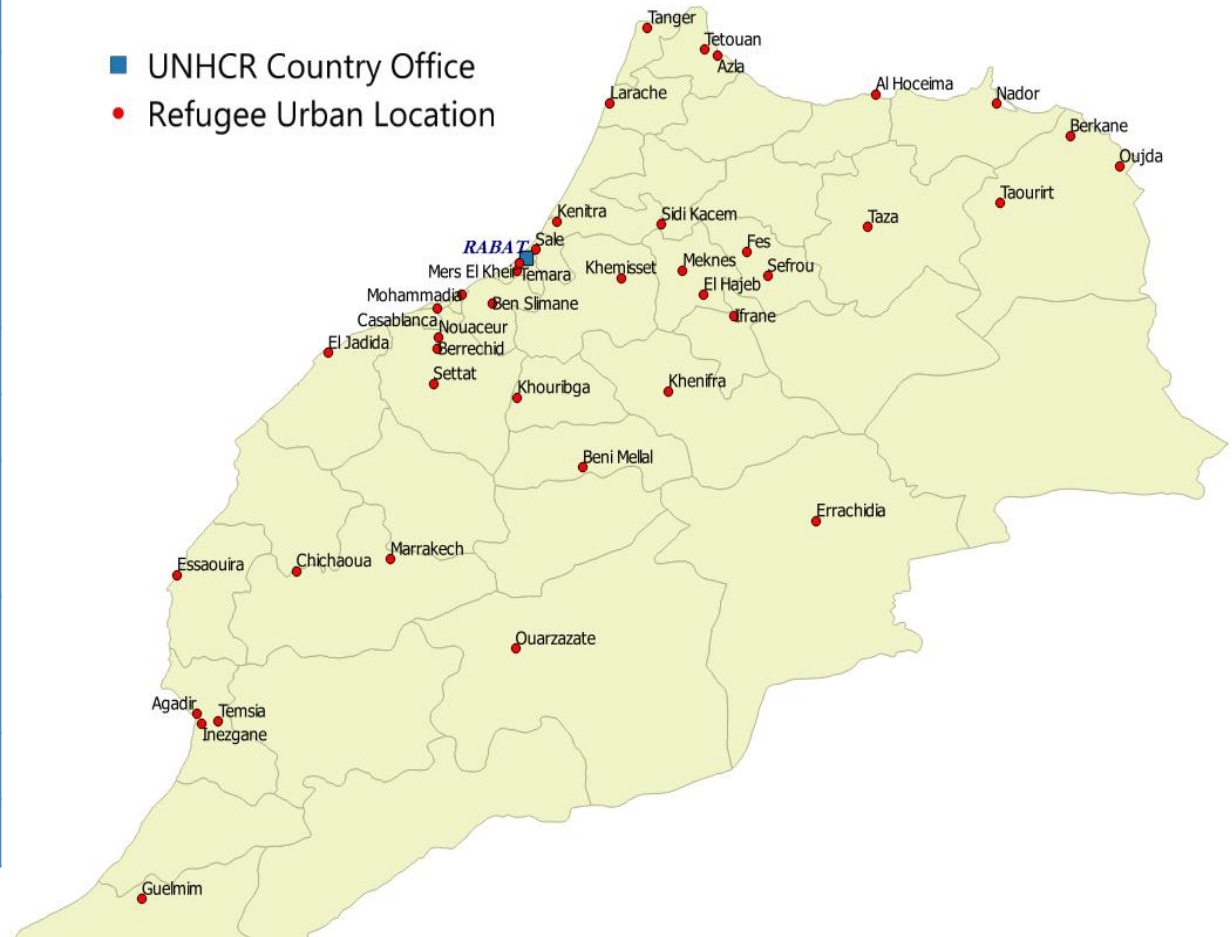 UNHCR Country Office
Refugee Urban Location
Tanger
Tetouan
Azla
Al Hoceima
Larache
Nador
Berkane
Oujda
Taourirt
Kenitra
Sidi Kacem
Taza
Sale
RABAT
Fes
Meknes
Sefrou
Mers El Kheir
Temara
Khemisset
El Hajeb
Mohammadia
Ben Slimane
Ifrane
Casablanca
Nouaceur
El Jadida
Berrechid
Settat
Khouribga
Khenifra
Beni Mellal
Errachidia
Marrakech
Essaouira
Chichaoua
Ouarzazate
Agadir
Temsia
Inezgane
Guelmim